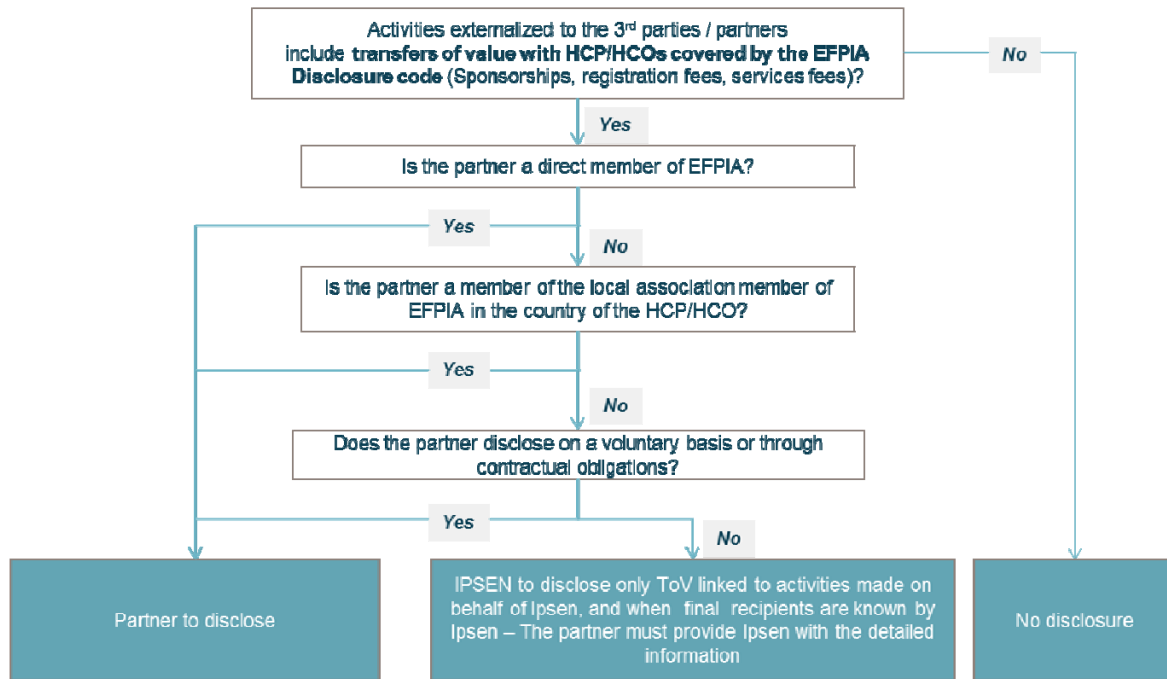 Activities externalized to the 3rd parties / partners
include transfers of value with HCP/HCOs covered by the EFPIA
Disclosure code (Sponsorships, registration fees, services fees)?
No
Yes
Is the partner a direct member of EFPIA?
Yes
No
Is the partner a member of the local association member of
EFPIA in the country of the HCP/HCO?
Yes
No
Does the partner disclose on a voluntary basis or through
contractual obligations?
Yes
No
Partner to disclose
IPSEN to disclose only ToV linked to activities made on
behalf of Ipsen, and when final recipients are known by
Ipsen – The partner must provide Ipsen with the detailed
information
No disclosure